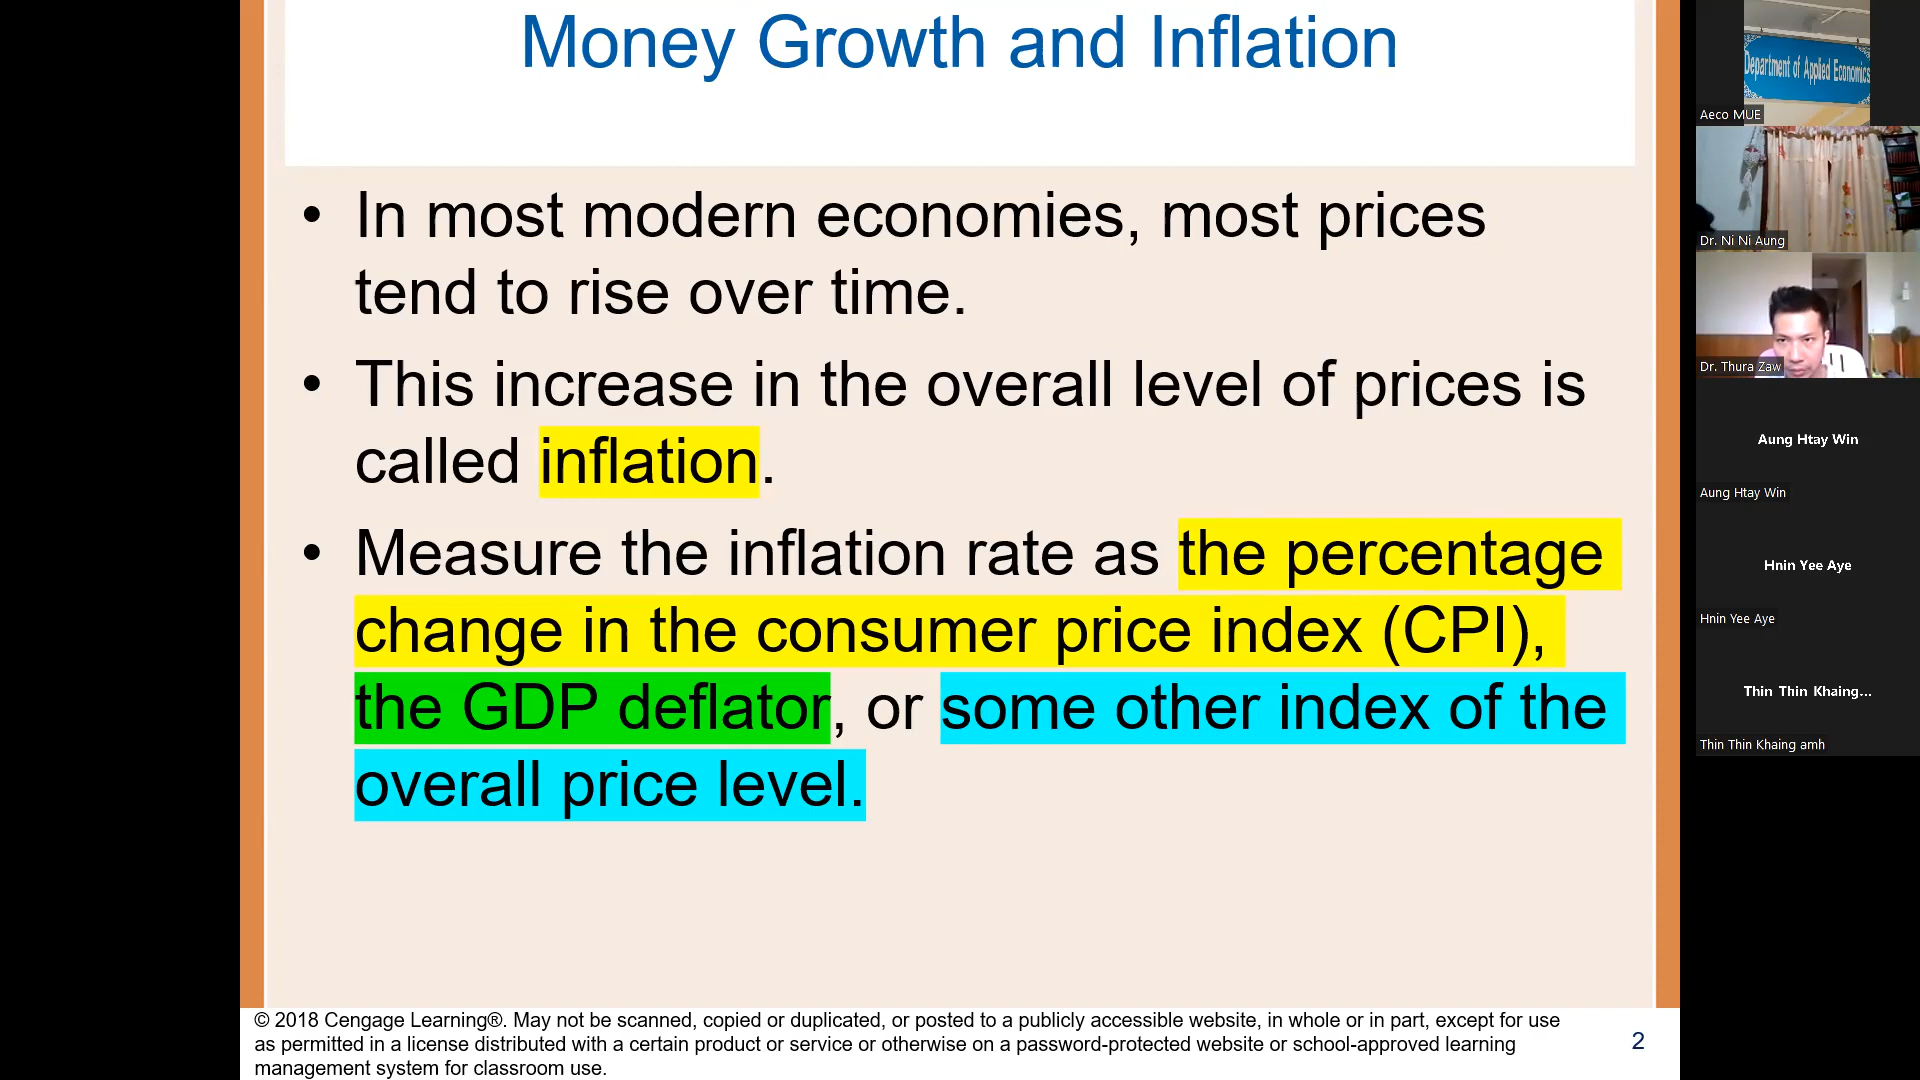 Money Growth and Inflation
• In most modern economies, most prices
tend to rise over time.
• This increase in the overall level of prices is
called inflation.
• Measure the inflation rate as the percentage
change in the consumer price index (CPI),
the GDP deflator, or some other index of the
overall price level.
© 2018 Cengage Learning®. May not be scanned, copied or duplicated, or posted to a publicly accessible website, in whole or in part, except for use
as permitted in a license distributed with a certain product or service or otherwise on a password-protected website or school-approved learning
management system for classroom use.
2
Department of Applied Economics
Aeco MUE
Dr. Ni Ni Aung
Dr. Thura Zaw
Aung Htay Win
Aung Htay Win
Hnin Yee Aye
Hnin Yee Aye
Thin Thin Khaing...
Thin Thin Khaing amh